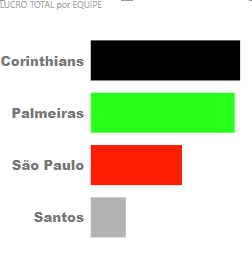 LUCRO TOTAL por EQUIPE
Corinthians
Palmeiras
São Paulo
Santos